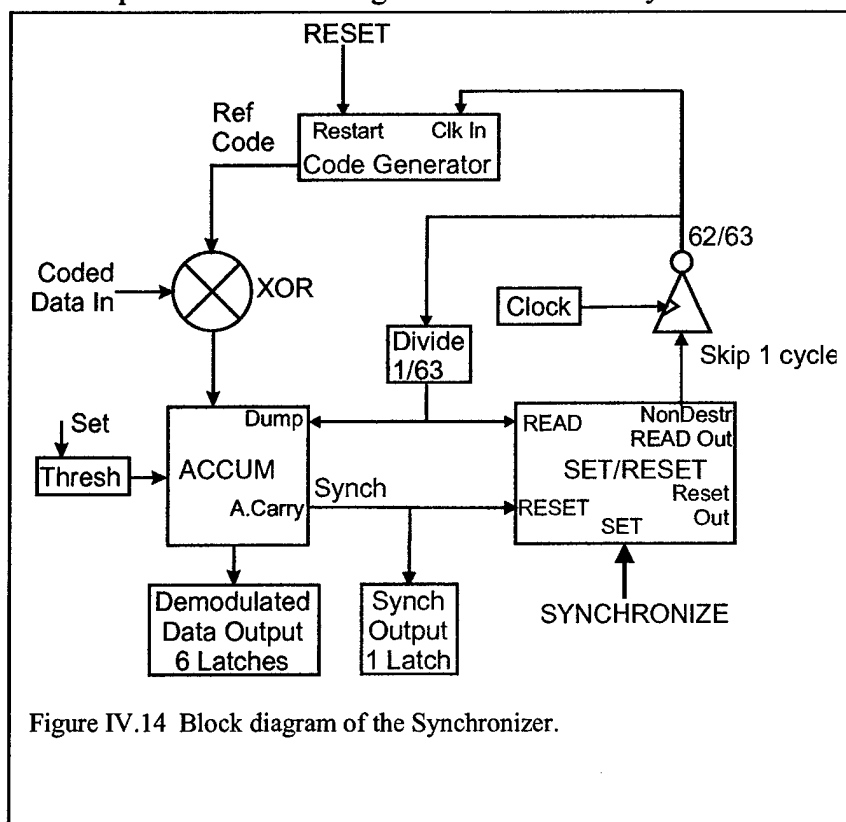 RESET
Ref
Code
Restart
Clk In
Code Generator
62/63
Coded
Data In
XOR
Clock
Divide
1/63
Skip 1 cycle
Set
Dump
READ
NonDestr
READ Out
Thresh
ACCUM
Synch
SET/RESET
A.Carry
RESET
Reset
Out
SET
Demodulated
Data Output
6 Latches
Synch
Output
1 Latch
SYNCHRONIZE
Figure IV.14 Block diagram of the Synchronizer.